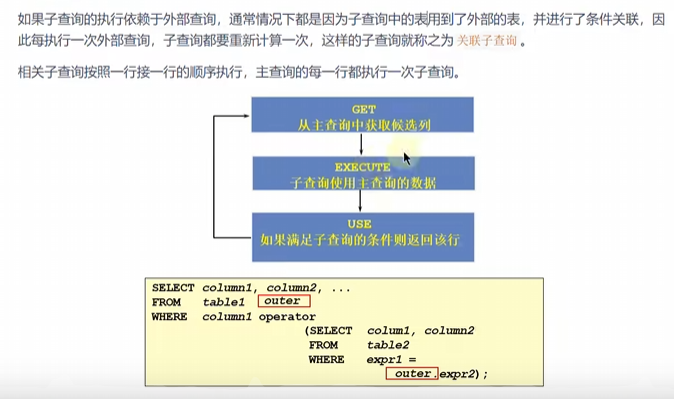 如果子查询的执行依赖于外部查询，通常情况下都是因为子查询中的表用到了外部的表，并进行了条件关联，因
此每执行一次外部查询，子查询都要重新计算一次，这样的子查询就称之为 关联子查询 。
相关子查询按照一行接一行的顺序执行，主查询的每一行都执行一次子查询。
GET
从主查询中获取候选列
EXECUTE
子查询使用主查询的数据
USE
如果满足子查询的条件则返回该行
SELECT column1, column2, ...
FROM table1 outer
WHERE column1 operator
(SELECT colum1, column2
FROM table2
WHERE expr1 =
outer.expr2);